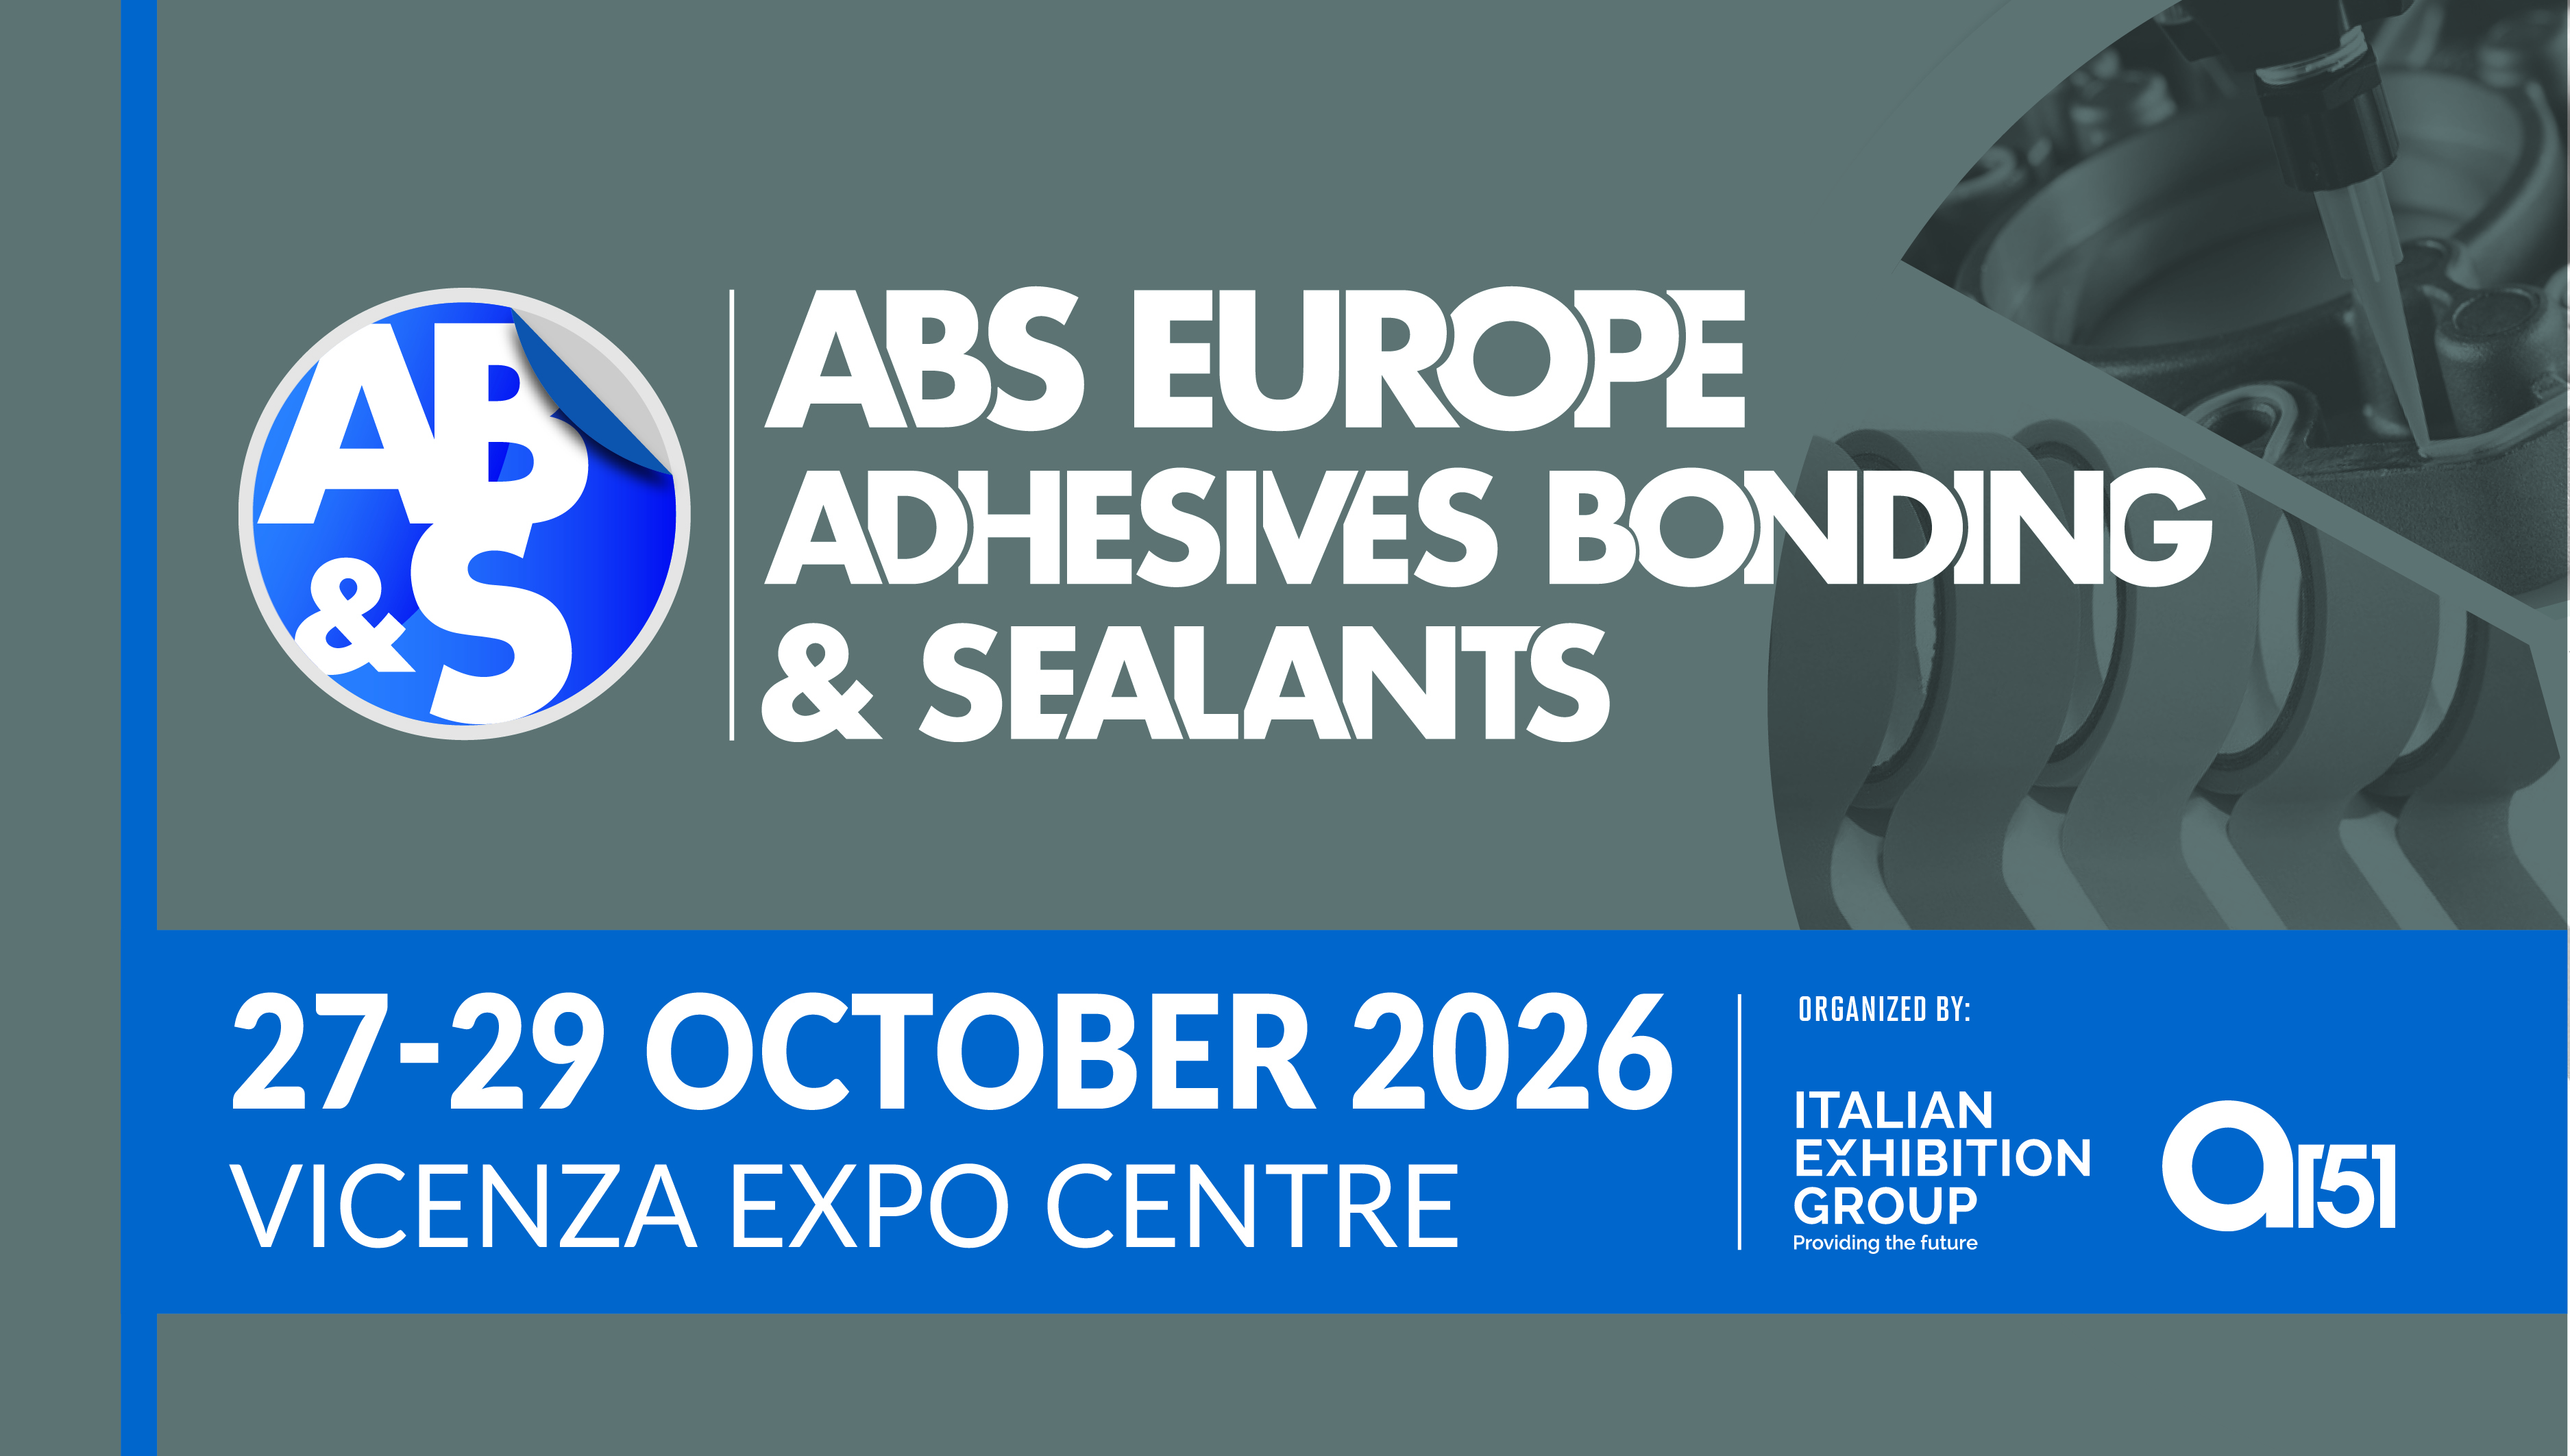 AB
& S
ABS EUROPE
ADHESIVES BONDING
& SEALANTS
27-29 OCTOBER 2026
VICENZA EXPO CENTRE
ORGANIZED BY:
ITALIAN
EXHIBITION
GROUP
Providing the future
a151